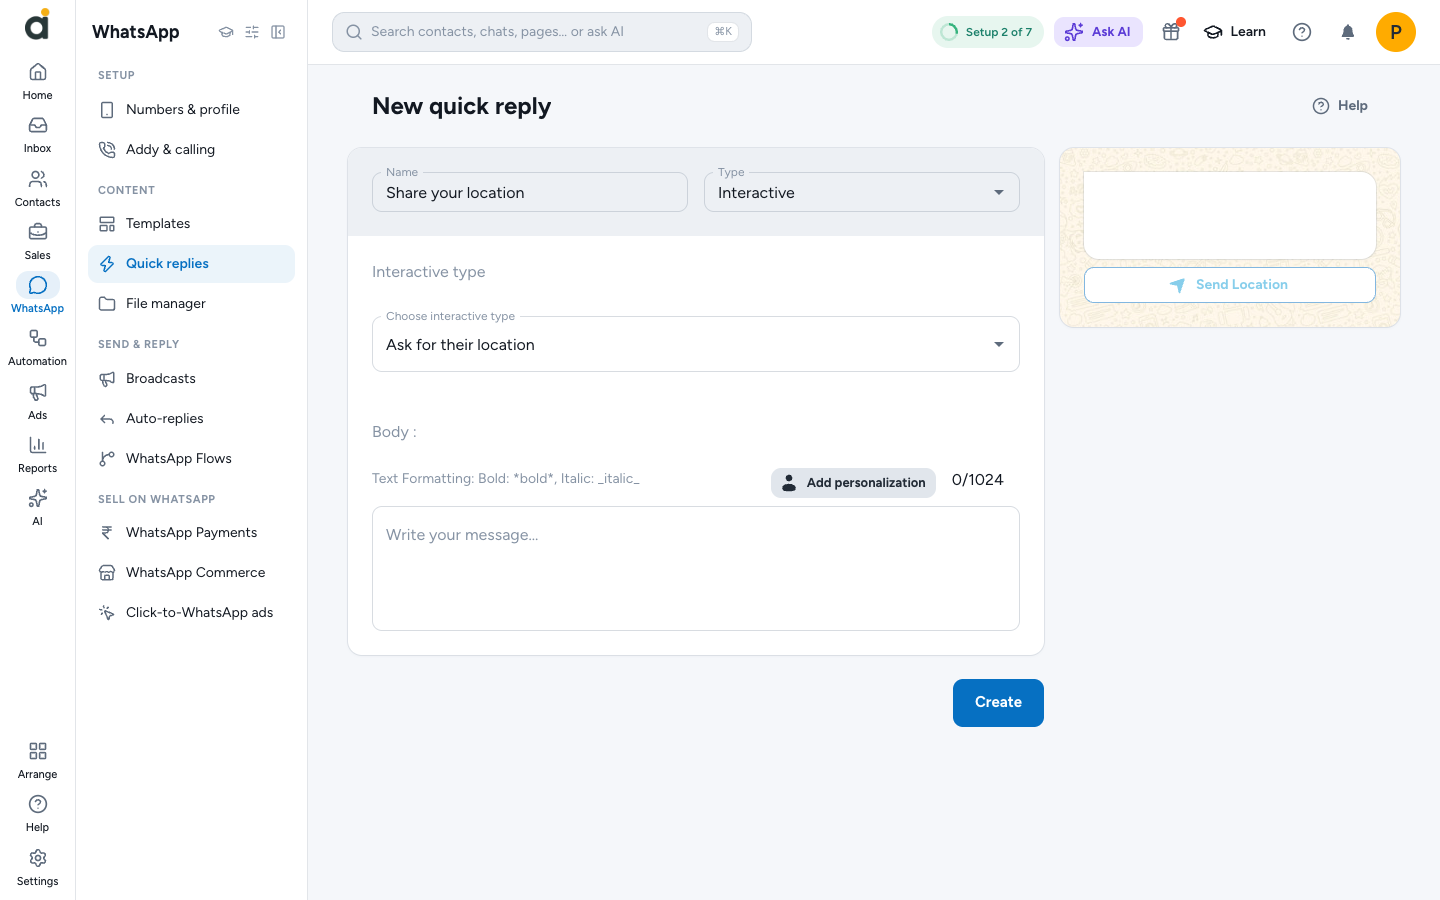 WhatsApp
Search contacts, chats, pages... or ask AI
⌘K
Setup 2 of 7
Ask AI
Learn
P
Home
Inbox
Contacts
Sales
WhatsApp
Automation
Ads
Reports
AI
Arrange
Help
Settings
SETUP
Numbers & profile
Addy & calling
CONTENT
Templates
Quick replies
File manager
SEND & REPLY
Broadcasts
Auto-replies
WhatsApp Flows
SELL ON WHATSAPP
WhatsApp Payments
WhatsApp Commerce
Click-to-WhatsApp ads
New quick reply
Help
Name
Share your location
Type
Interactive
Interactive type
Choose interactive type
Ask for their location
Body :
Text Formatting: Bold: *bold*, Italic: _italic_
Add personalization
0/1024
Write your message...
Create
Send Location